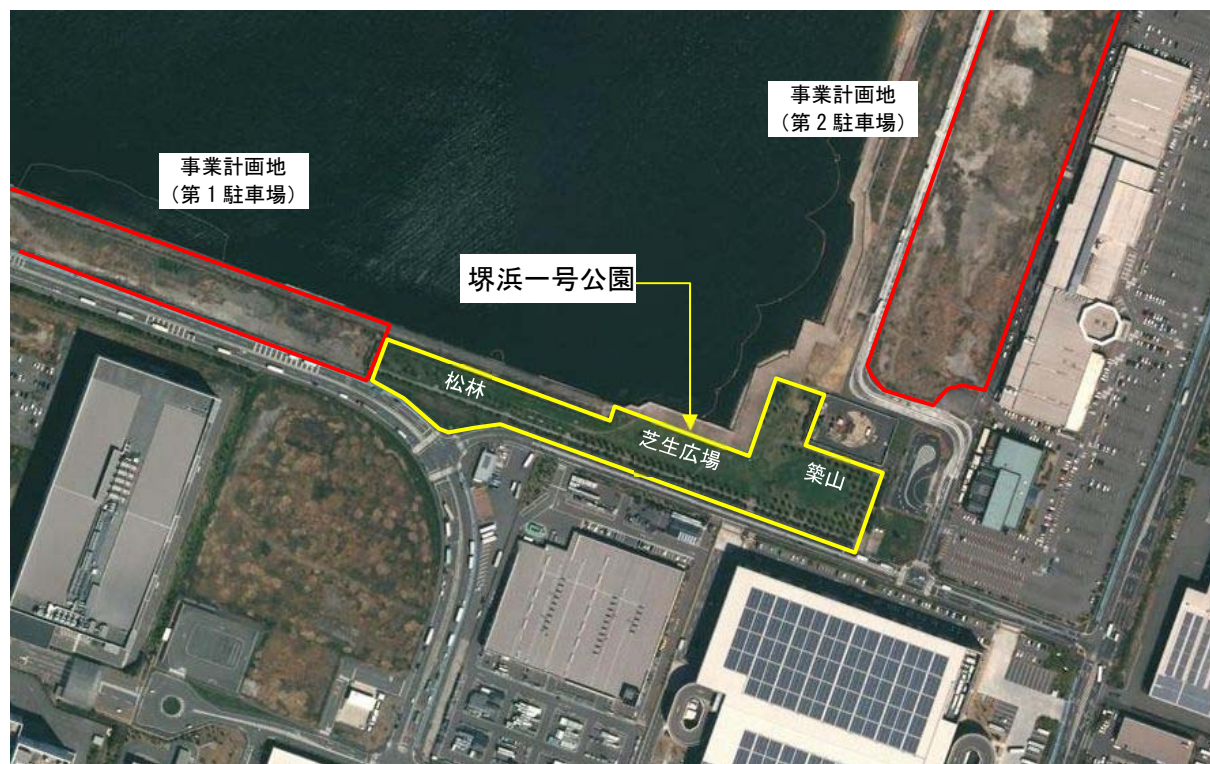 事業計画地
（第２駐車場）
事業計画地
（第１駐車場）
堺浜一号公園
松林
芝生広場
築山